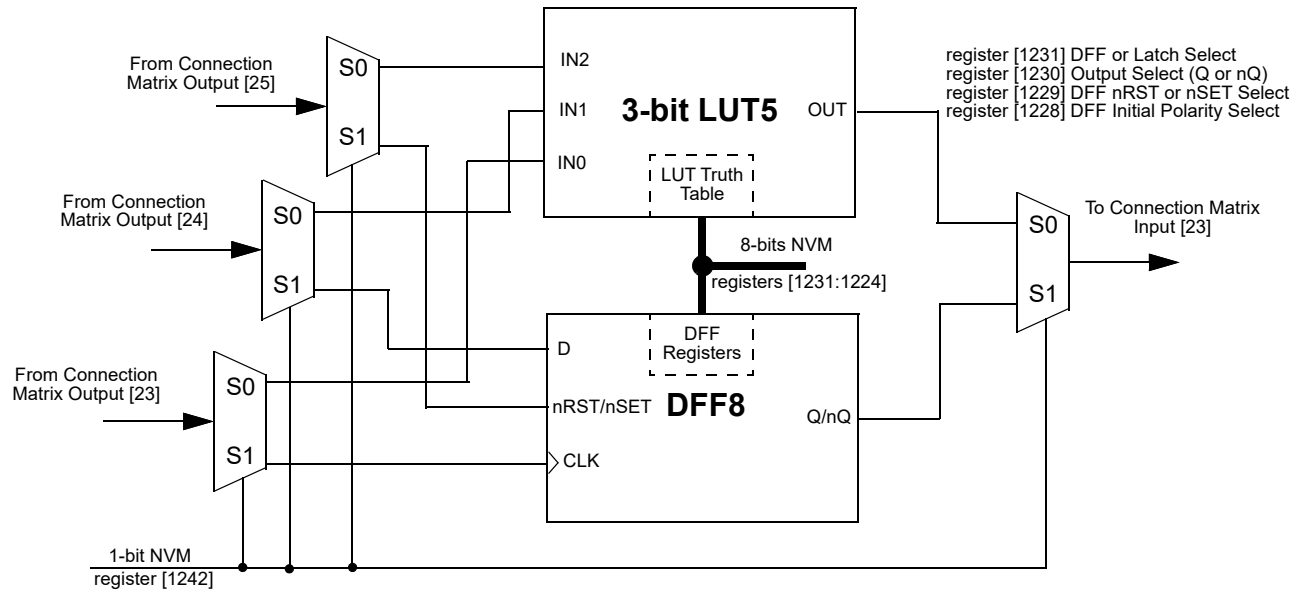 From Connection
Matrix Output [25]
S0
S1
IN2
IN1
IN0
3-bit LUT5
OUT
LUT Truth
Table
register [1231] DFF or Latch Select
register [1230] Output Select (Q or nQ)
register [1229] DFF nRST or nSET Select
register [1228] DFF Initial Polarity Select
From Connection
Matrix Output [24]
S0
S1
8-bits NVM
registers [1231:1224]
S0
S1
To Connection Matrix
Input [23]
From Connection
Matrix Output [23]
S0
S1
D
nRST/nSET
CLK
DFF
Registers
DFF8
Q/nQ
1-bit NVM
register [1242]